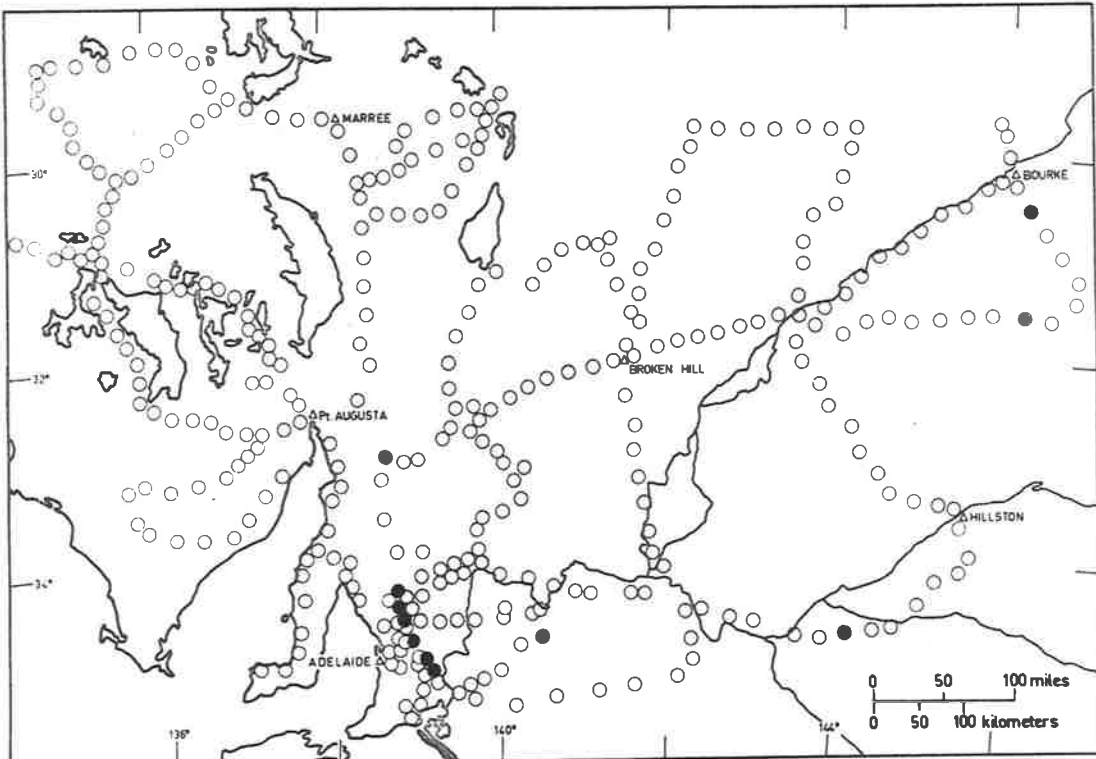 MARREE
30°
BOURKE
32°
BROKEN HILL
Pt. AUGUSTA
HILLSTON
34°
ADELAIDE
0 50 100 miles
0 50 100 kilometers
136°
140°
144°